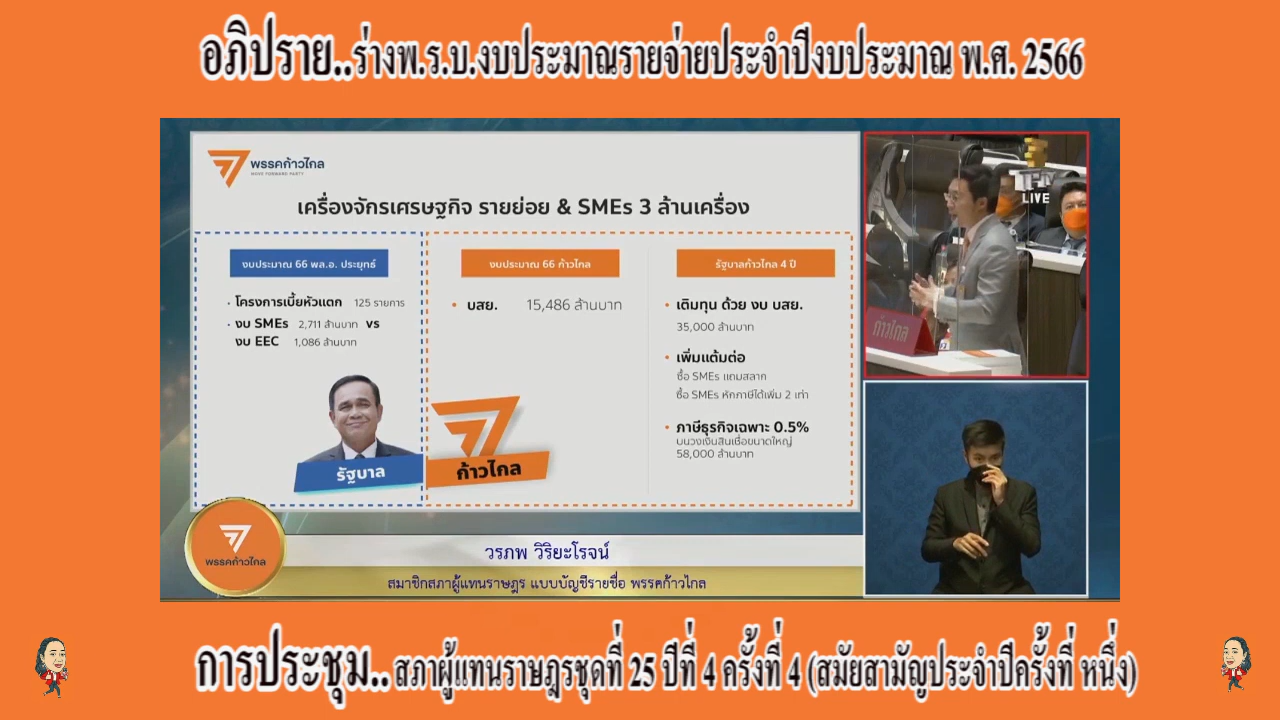 อภิปราย..ร่างพ.ร.บ.งบประมาณรายจ่ายประจำปีงบประมาณ พ.ศ. 2566
พรรคก้าวไกล
MOVE FORWARD PARTY
เครื่องจักรเศรษฐกิจ รายย่อย & SMEs 3 ล้านเครื่อง
งบประมาณ 66 พล.อ. ประยุทธ์
• โครงการเบี้ยหัวแตก 125 รายการ
• งบ SMEs 2,711 ล้านบาท vs
งบ EEC 1,086 ล้านบาท
รัฐบาล
งบประมาณ 66 ก้าวไกล
• บสย. 15,486 ล้านบาท
ก้าวไกล
รัฐบาลก้าวไกล 4 ปี
• เติมทุน ด้วย งบ บสย.
35,000 ล้านบาท
• เพิ่มแต้มต่อ
ซื้อ SMEs แถมสลาก
ซื้อ SMEs หักภาษีได้เพิ่ม 2 เท่า
• ภาษีธุรกิจเฉพาะ 0.5%
บนวงเงินสินเชื่อขนาดใหญ่
58,000 ล้านบาท
LIVE
ก้าวไกล
พรรคก้าวไกล
วรภพ วิริยะโรจน์
สมาชิกสภาผู้แทนราษฎร แบบบัญชีรายชื่อ พรรคก้าวไกล
การประชุม.. สภาผู้แทนราษฎรชุดที่ 25 ปีที่ 4 ครั้งที่ 4 (สมัยสามัญประจำปีครั้งที่ หนึ่ง)